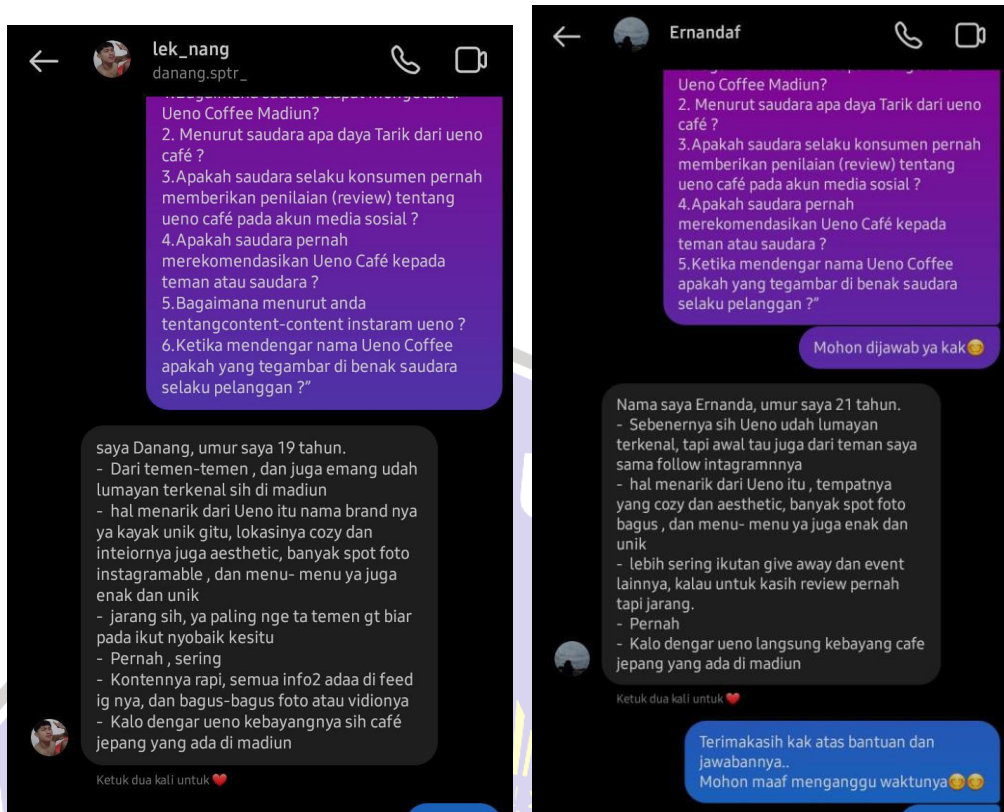 lek_nang
danang.sptr_
Ueno Coffee Madiun?
2. Menurut saudara apa daya Tarik dari ueno
café ?
3.Apakah saudara selaku konsumen pernah
memberikan penilaian (review) tentang
ueno café pada akun media sosial ?
4.Apakah saudara pernah
merekomendasikan Ueno Café kepada
teman atau saudara ?
5.Bagaimana menurut anda
tentangcontent-content instaram ueno ?
6.Ketika mendengar nama Ueno Coffee
apakah yang tegambar di benak saudara
selaku pelanggan ?”
saya Danang, umur saya 19 tahun.
- Dari temen-temen , dan juga emang udah
lumayan terkenal sih di madiun
- hal menarik dari Ueno itu nama brand nya
ya kayak unik gitu, lokasinya cozy dan
inteiornya juga aesthetic, banyak spot foto
instagramable , dan menu- menu ya juga
enak dan unik
- jarang sih, ya paling nge ta temen gt biar
pada ikut nyobaik kesitu
- Pernah , sering
- Kontennya rapi, semua info2 adaa di feed
ig nya, dan bagus-bagus foto atau vidionya
- Kalo dengar ueno kebayangnya sih café
jepang yang ada di madiun
Ketuk dua kali untuk ❤️
Ernandaf
Ueno Coffee Madiun?
2. Menurut saudara apa daya Tarik dari ueno
café ?
3.Apakah saudara selaku konsumen pernah
memberikan penilaian (review) tentang
ueno café pada akun media sosial ?
4.Apakah saudara pernah
merekomendasikan Ueno Café kepada
teman atau saudara ?
5.Ketika mendengar nama Ueno Coffee
apakah yang tegambar di benak saudara
selaku pelanggan ?”
Mohon dijawab ya kak😊
Nama saya Ernanda, umur saya 21 tahun.
- Sebenernya sih Ueno udah lumayan
terkenal, tapi awal tau juga dari teman saya
sama follow intagramnnya
- hal menarik dari Ueno itu , tempatnya
yang cozy dan aesthetic, banyak spot foto
bagus , dan menu- menu ya juga enak dan
unik
- lebih sering ikutan give away dan event
lainnya, kalau untuk kasih review pernah
tapi jarang.
- Pernah
- Kalo dengar ueno langsung kebayang cafe
jepang yang ada di madiun
Ketuk dua kali untuk ❤️
Terimakasih kak atas bantuan dan
jawabannya..
Mohon maaf menganggu waktunya😊😊